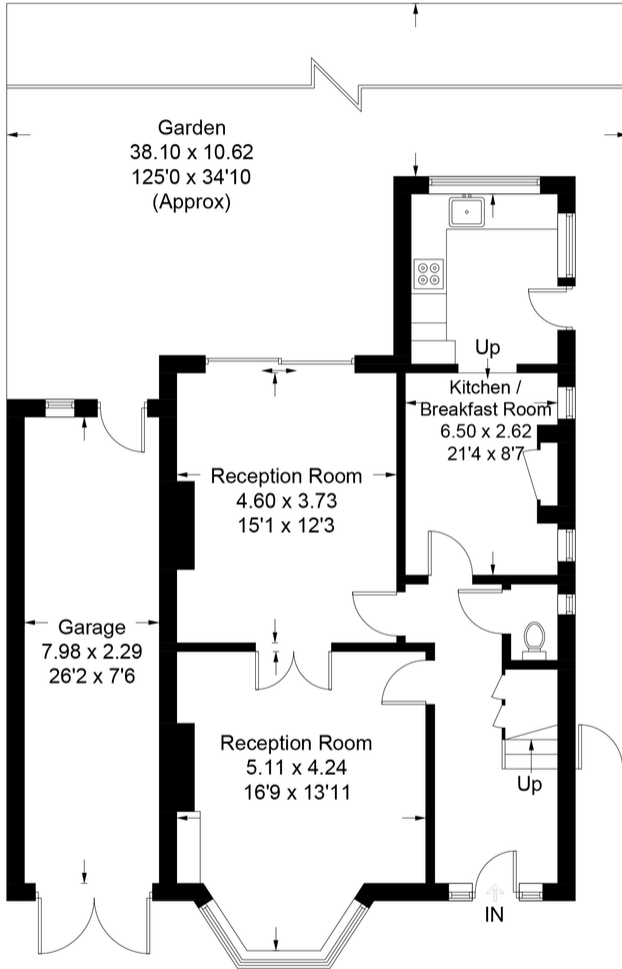 Garden
38.10 x 10.62
125'0 x 34'10
(Approx)
Up
Kitchen /
Breakfast Room
6.50 x 2.62
21'4 x 8'7
Reception Room
4.60 x 3.73
15'1 x 12'3
Garage
7.98 x 2.29
26'2 x 7'6
Reception Room
5.11 x 4.24
16'9 x 13'11
Up
IN